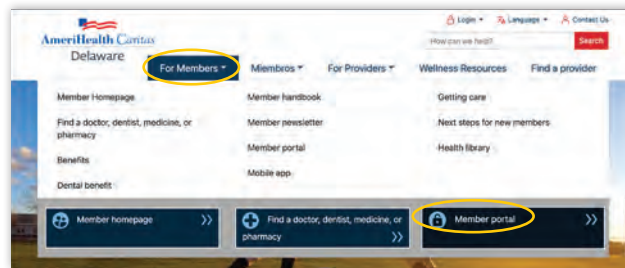 Login
Language
Contact Us
AmeriHealth Caritas
Delaware
How can we help?
Search
For Members
Miembros
For Providers
Wellness Resources
Find a provider
Member Homepage
Find a doctor, dentist, medicine, or
pharmacy
Benefits
Dental benefit
Member handbook
Member newsletter
Member portal
Mobile app
Getting care
Next steps for new members
Health library
Member homepage
Find a doctor, dentist, medicine, or
pharmacy
Member portal